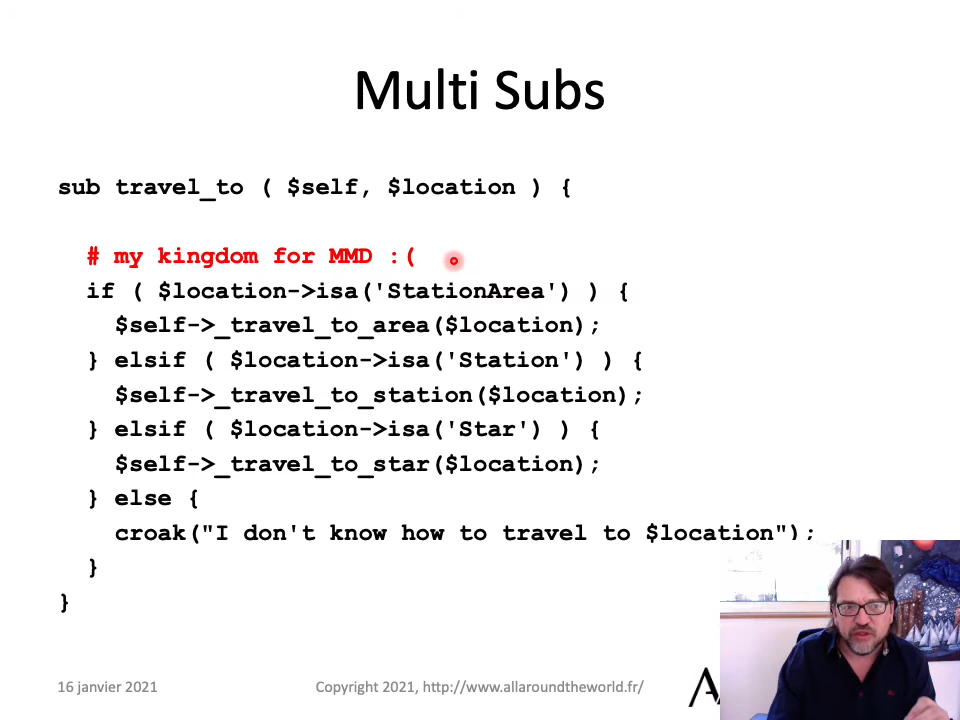 Multi Subs
sub travel_to ( $self, $location ) {
# my kingdom for MMD :(
if ( $location->isa('StationArea') ) {
$self->_travel_to_area($location);
} elsif ( $location->isa('Station') ) {
$self->_travel_to_station($location);
} elsif ( $location->isa('Star') ) {
$self->_travel_to_star($location);
} else {
croak("I don't know how to travel to $location");
}
}
16 janvier 2021
Copyright 2021, http://www.allaroundtheworld.fr/